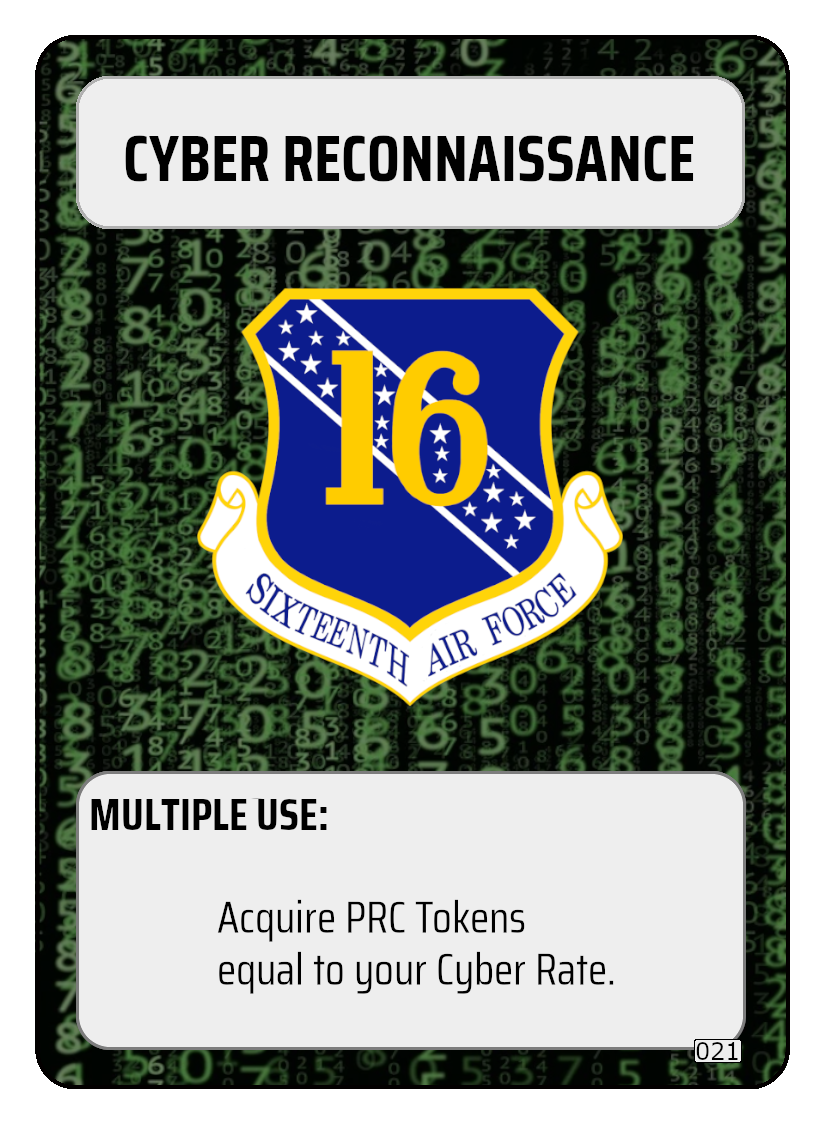 CYBER RECONNAISSANCE
16
SIXTEENTH AIR FORCE
MULTIPLE USE:
Acquire PRC Tokens
equal to your Cyber Rate.
021